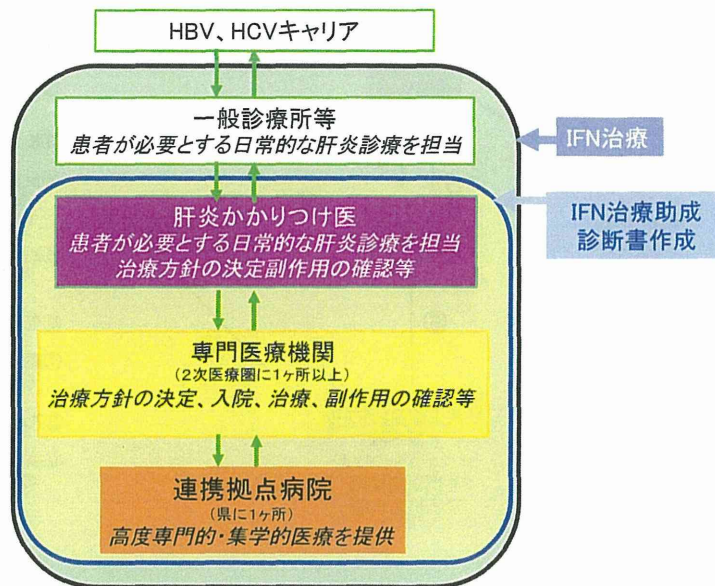 HBV、HCVキャリア
一般診療所等
患者が必要とする日常的な肝炎診療を担当
IFN治療
肝炎かかりつけ医
患者が必要とする日常的な肝炎診療を担当
治療方針の決定副作用の確認等
IFN治療助成
診断書作成
専門医療機関
(2次医療圏に1ヶ所以上)
治療方針の決定、入院、治療、副作用の確認等
連携拠点病院
(県に1ヶ所)
高度専門的・集学的医療を提供